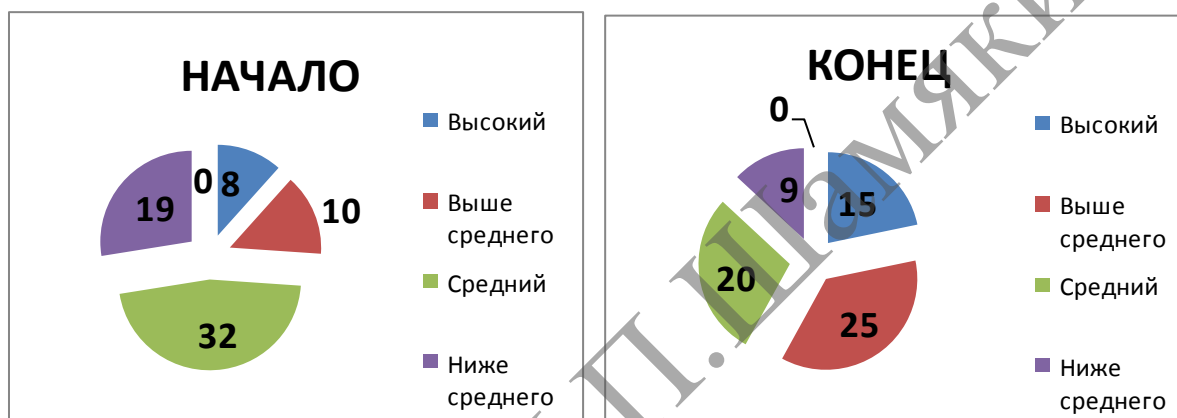 НАЧАЛО
0
8
10
32
19
Высокий
Выше
среднего
Средний
Ниже
среднего
КОНЕЦ
0
15
25
20
9
Высокий
Выше
среднего
Средний
Ниже
среднего
П.Шамяки